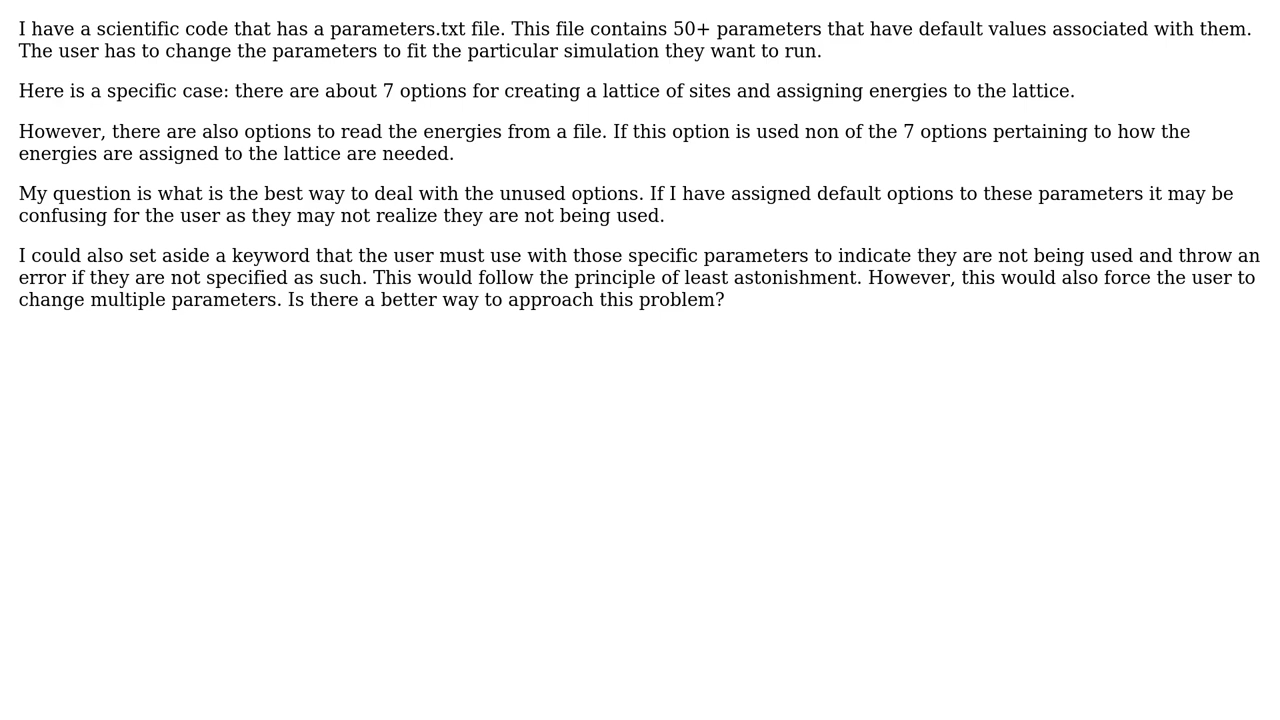 I have a scientific code that has a parameters.txt file. This file contains 50+ parameters that have default values associated with them.
The user has to change the parameters to fit the particular simulation they want to run.
Here is a specific case: there are about 7 options for creating a lattice of sites and assigning energies to the lattice.
However, there are also options to read the energies from a file. If this option is used non of the 7 options pertaining to how the
energies are assigned to the lattice are needed.
My question is what is the best way to deal with the unused options. If I have assigned default options to these parameters it may be
confusing for the user as they may not realize they are not being used.
I could also set aside a keyword that the user must use with those specific parameters to indicate they are not being used and throw an
error if they are not specified as such. This would follow the principle of least astonishment. However, this would also force the user to
change multiple parameters. Is there a better way to approach this problem?